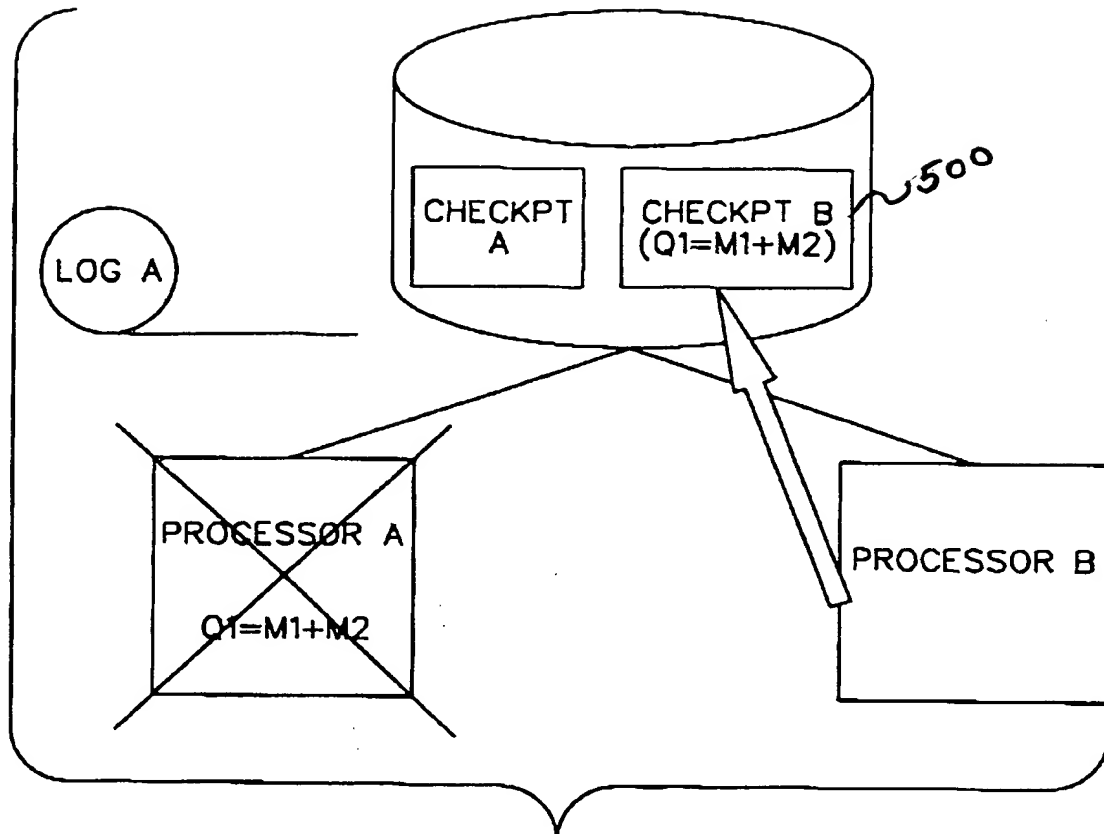 CHECKPT
A
CHECKPT B
(Q1=M1+M2)
500
LOG A
PROCESSOR A
Q1=M1+M2
PROCESSOR B